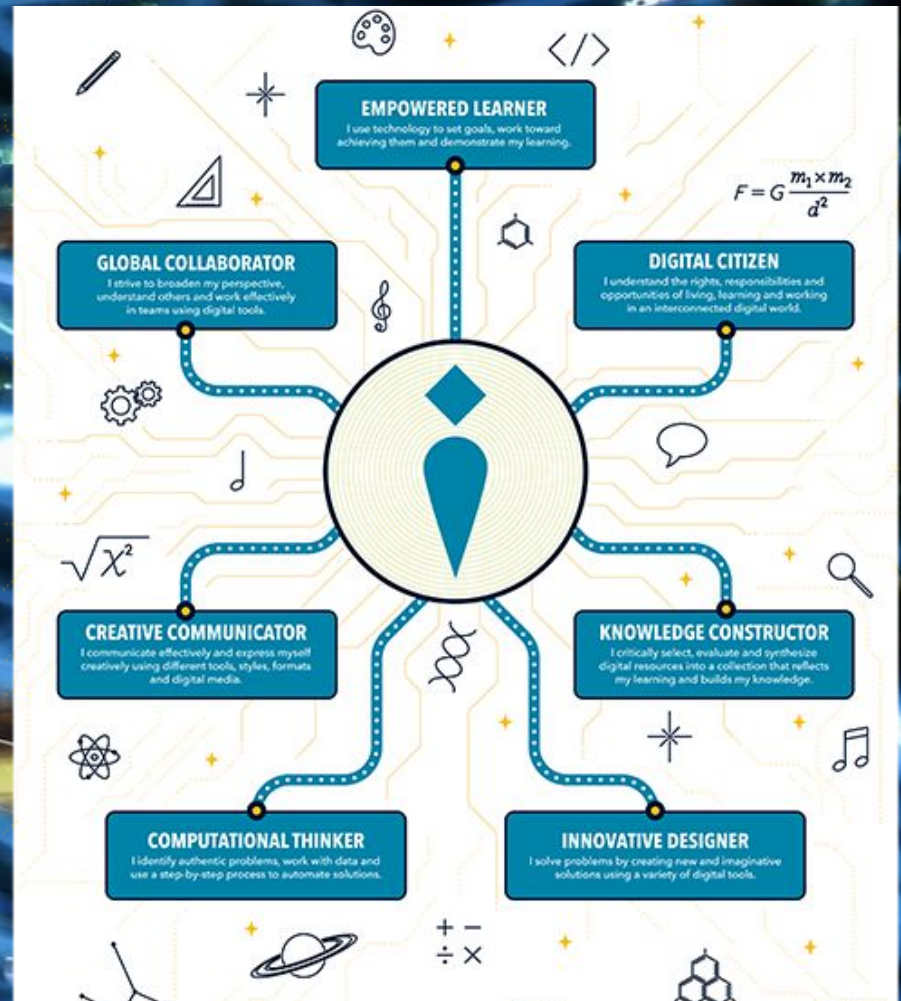 </>
EMPOWERED LEARNER
I use technology to set goals, work toward
achieving them and demonstrate my learning.
F = G m₁ × m₂ / d²
GLOBAL COLLABORATOR
I strive to broaden my perspective,
understand others and work effectively
in teams using digital tools.
DIGITAL CITIZEN
I understand the rights, responsibilities and
opportunities of living, learning and working
in an interconnected digital world.
√x²
CREATIVE COMMUNICATOR
I communicate effectively and express myself
creatively using different tools, styles, formats
and digital media.
KNOWLEDGE CONSTRUCTOR
I critically select, evaluate and synthesize
digital resources into a collection that reflects
my learning and builds my knowledge.
COMPUTATIONAL THINKER
I identify authentic problems, work with data and
use a step-by-step process to automate solutions.
INNOVATIVE DESIGNER
I solve problems by creating new and imaginative
solutions using a variety of digital tools.
+ −
÷ ×